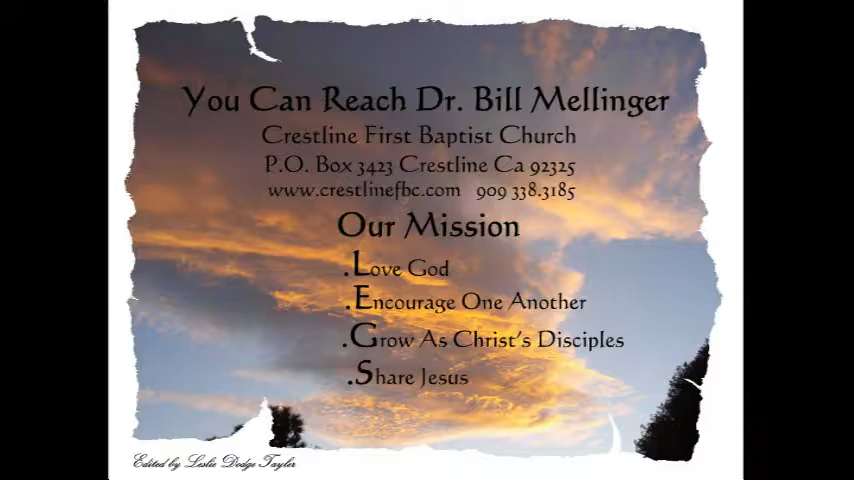 You Can Reach Dr. Bill Mellinger
Crestline First Baptist Church
P.O. Box 3423 Crestline Ca 92325
www.crestlinefbc.com 909 338.3185
Our Mission
.Love God
.Encourage One Another
.Grow As Christ's Disciples
.Share Jesus
Edited by Leslie Dodge Taylor